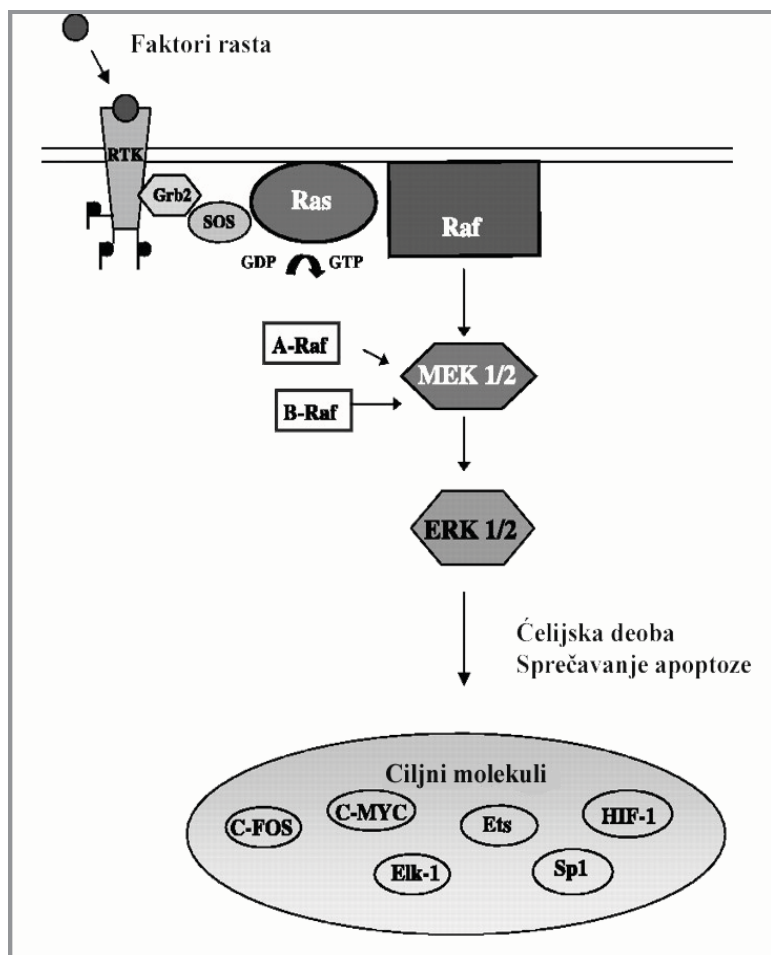 Faktori rasta
RTK
Grb2
SOS
Ras
Raf
GDP
GTP
A-Raf
MEK 1/2
B-Raf
ERK 1/2
Ćelijska deoba
Sprečavanje apoptoze
Ciljni molekuli
C-FOS
C-MYC
Ets
HIF-1
Elk-1
Sp1